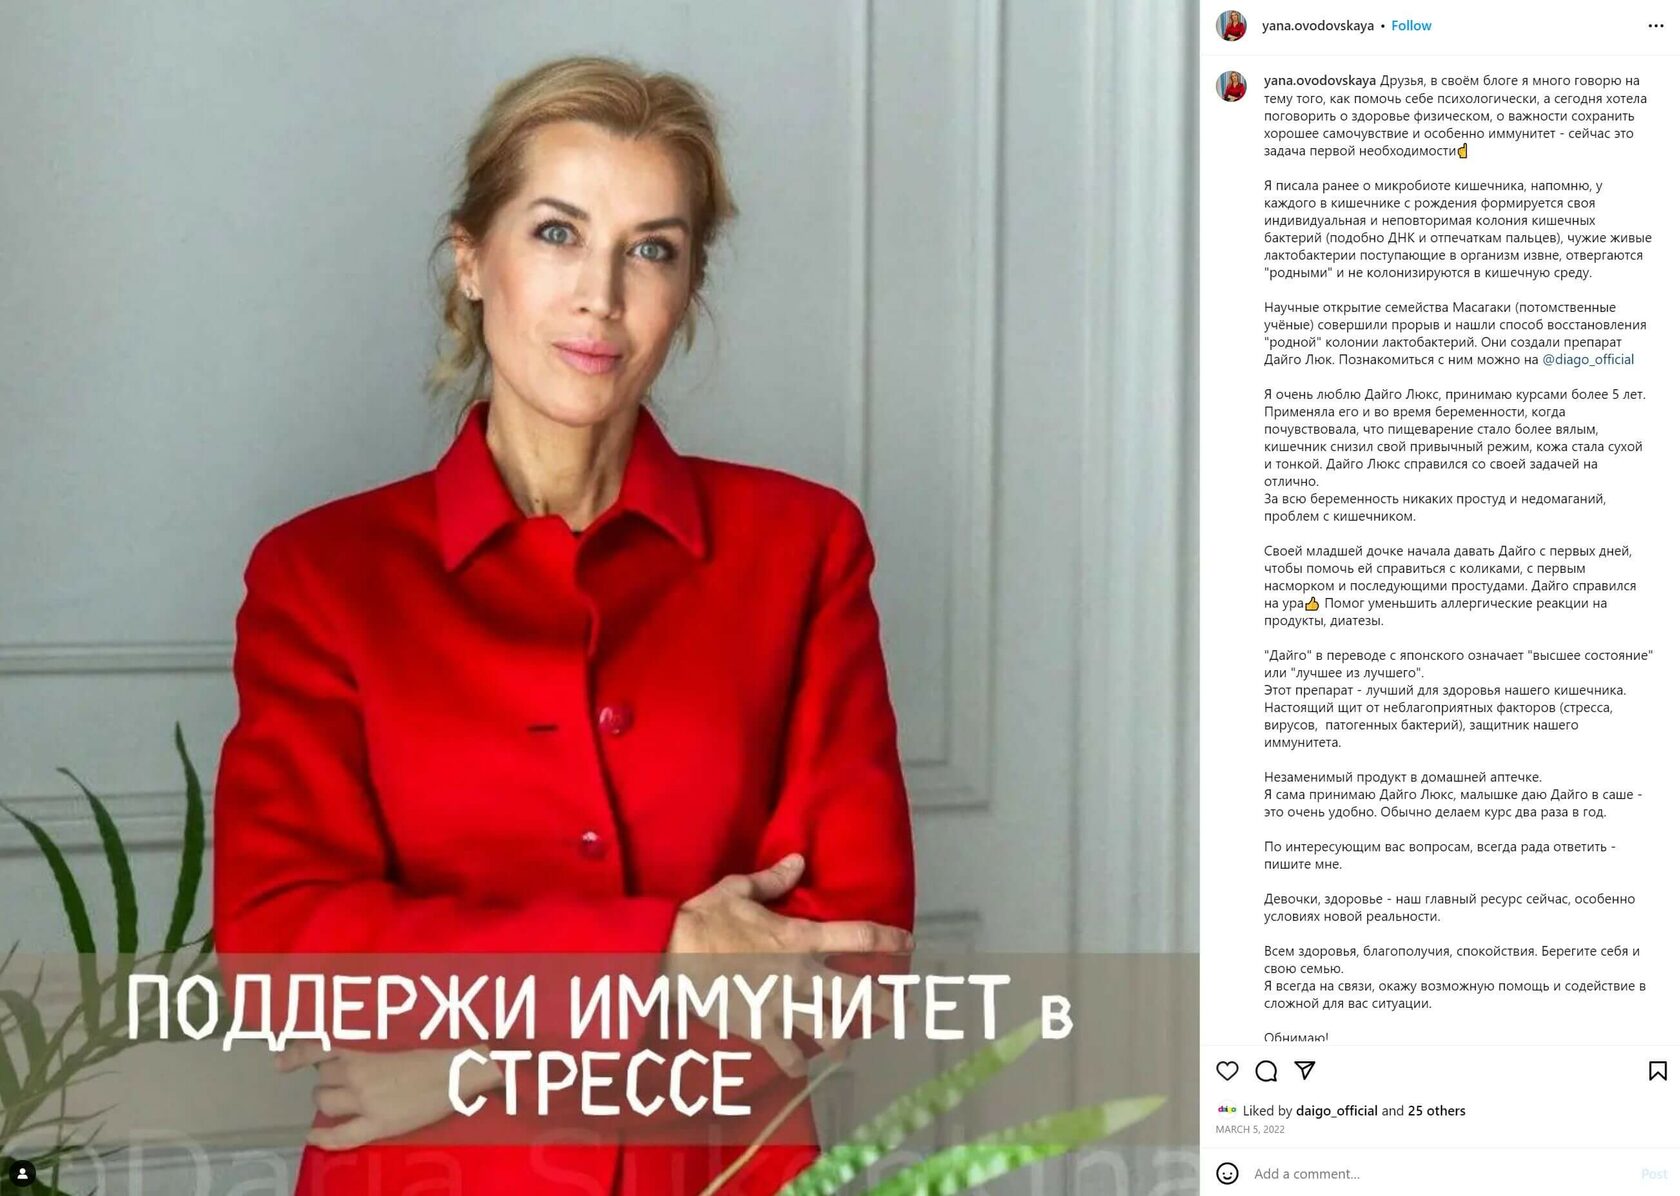 ПОДДЕРЖИ ИММУНИТЕТ в
СТРЕССЕ
yana.ovodovskaya • Follow
yana.ovodovskaya Друзья, в своём блоге я много говорю на
тему того, как помочь себе психологически, а сегодня хотела
поговорить о здоровье физическом, о важности сохранить
хорошее самочувствие и особенно иммунитет - сейчас это
задача первой необходимости☝
Я писала ранее о микробиоте кишечника, напомню, у
каждого в кишечнике с рождения формируется своя
индивидуальная и неповторимая колония кишечных
бактерий (подобно ДНК и отпечаткам пальцев), чужие живые
лактобактерии поступающие в организм извне, отвергаются
"родными" и не колонизируются в кишечную среду.
Научные открытие семейства Масагаки (потомственные
учёные) совершили прорыв и нашли способ восстановления
"родной" колонии лактобактерий. Они создали препарат
Дайго Люк. Познакомиться с ним можно на @diago_official
Я очень люблю Дайго Люкс, принимаю курсами более 5 лет.
Применяла его и во время беременности, когда
почувствовала, что пищеварение стало более вялым,
кишечник снизил свой привычный режим, кожа стала сухой
и тонкой. Дайго Люкс справился со своей задачей на
отлично.
За всю беременность никаких простуд и недомаганий,
проблем с кишечником.
Своей младшей дочке начала давать Дайго с первых дней,
чтобы помочь ей справиться с коликами, с первым
насморком и последующими простудами. Дайго справился
на ура👍 Помог уменьшить аллергические реакции на
продукты, диатезы.
"Дайго" в переводе с японского означает "высшее состояние"
или "лучшее из лучшего".
Этот препарат - лучший для здоровья нашего кишечника.
Настоящий щит от неблагоприятных факторов (стресса,
вирусов, патогенных бактерий), защитник нашего
иммунитета.
Незаменимый продукт в домашней аптечке.
Я сама принимаю Дайго Люкс, малышке даю Дайго в саше -
это очень удобно. Обычно делаем курс два раза в год.
По интересующим вас вопросам, всегда рада ответить -
пишите мне.
Девочки, здоровье - наш главный ресурс сейчас, особенно
условиях новой реальности.
Всем здоровья, благополучия, спокойствия. Берегите себя и
свою семью.
Я всегда на связи, окажу возможную помощь и содействие в
сложной для вас ситуации.
Обнимаю!
Liked by daigo_official and 25 others
MARCH 5, 2022
Add a comment...
Post